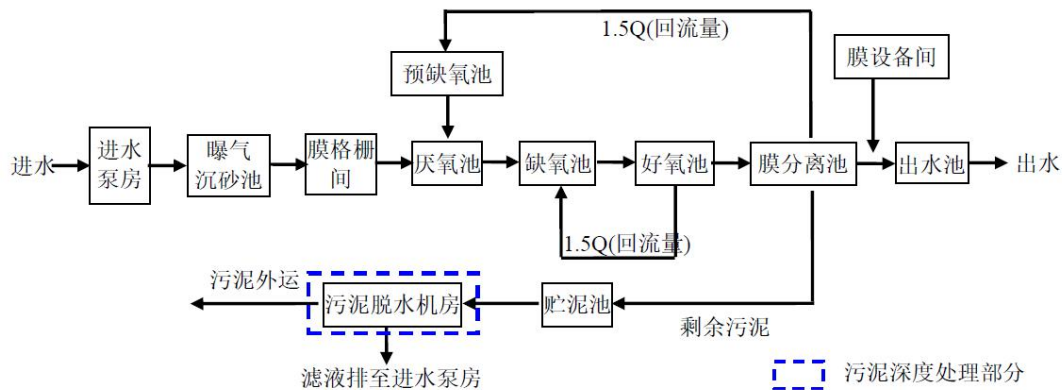 1.5Q(回流量)
膜设备间
预缺氧池
进水
进水
泵房
曝气
沉砂池
膜格栅
间
厌氧池
缺氧池
好氧池
膜分离池
出水池
出水
1.5Q(回流量)
污泥外运
污泥脱水机房
贮泥池
剩余污泥
滤液排至进水泵房
污泥深度处理部分